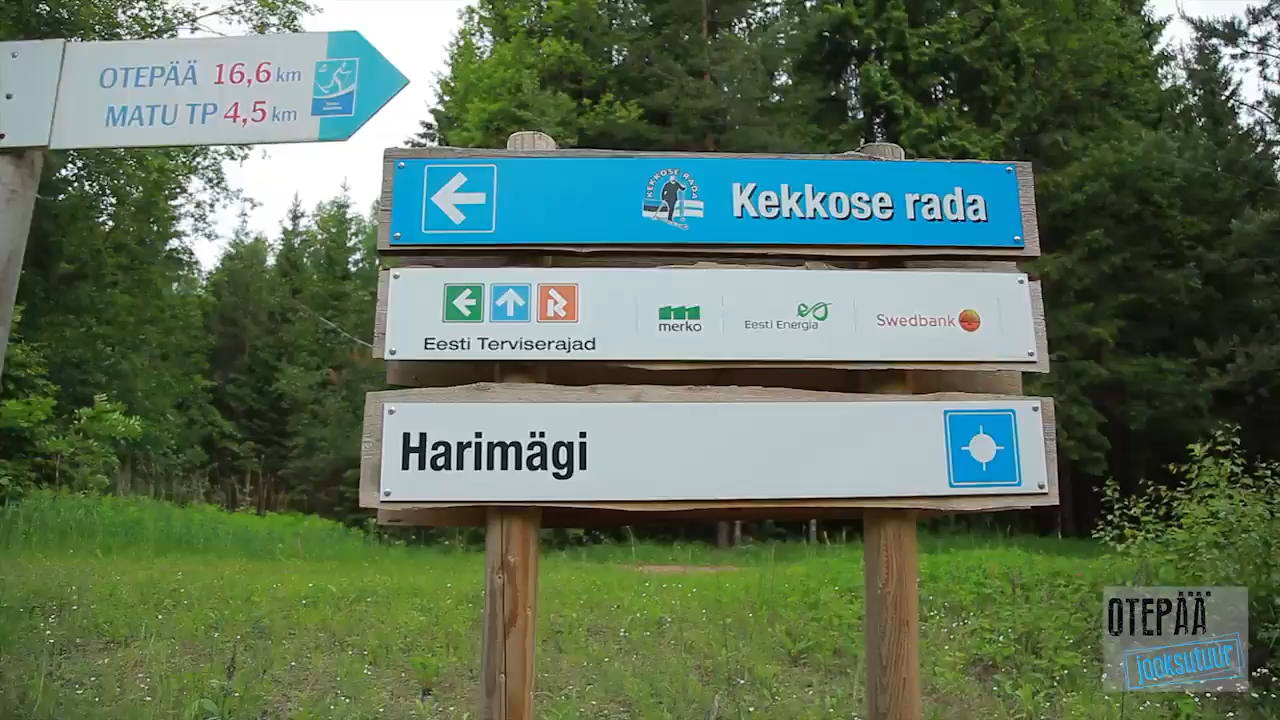 OTEPÄÄ 16,6 km
MATU TP 4,5 km
KEKKOSE RADA
Kekkose rada
Eesti Terviserajad
merko
Eesti Energia
Swedbank
Harimägi
OTEPÄÄ
jooksutuur